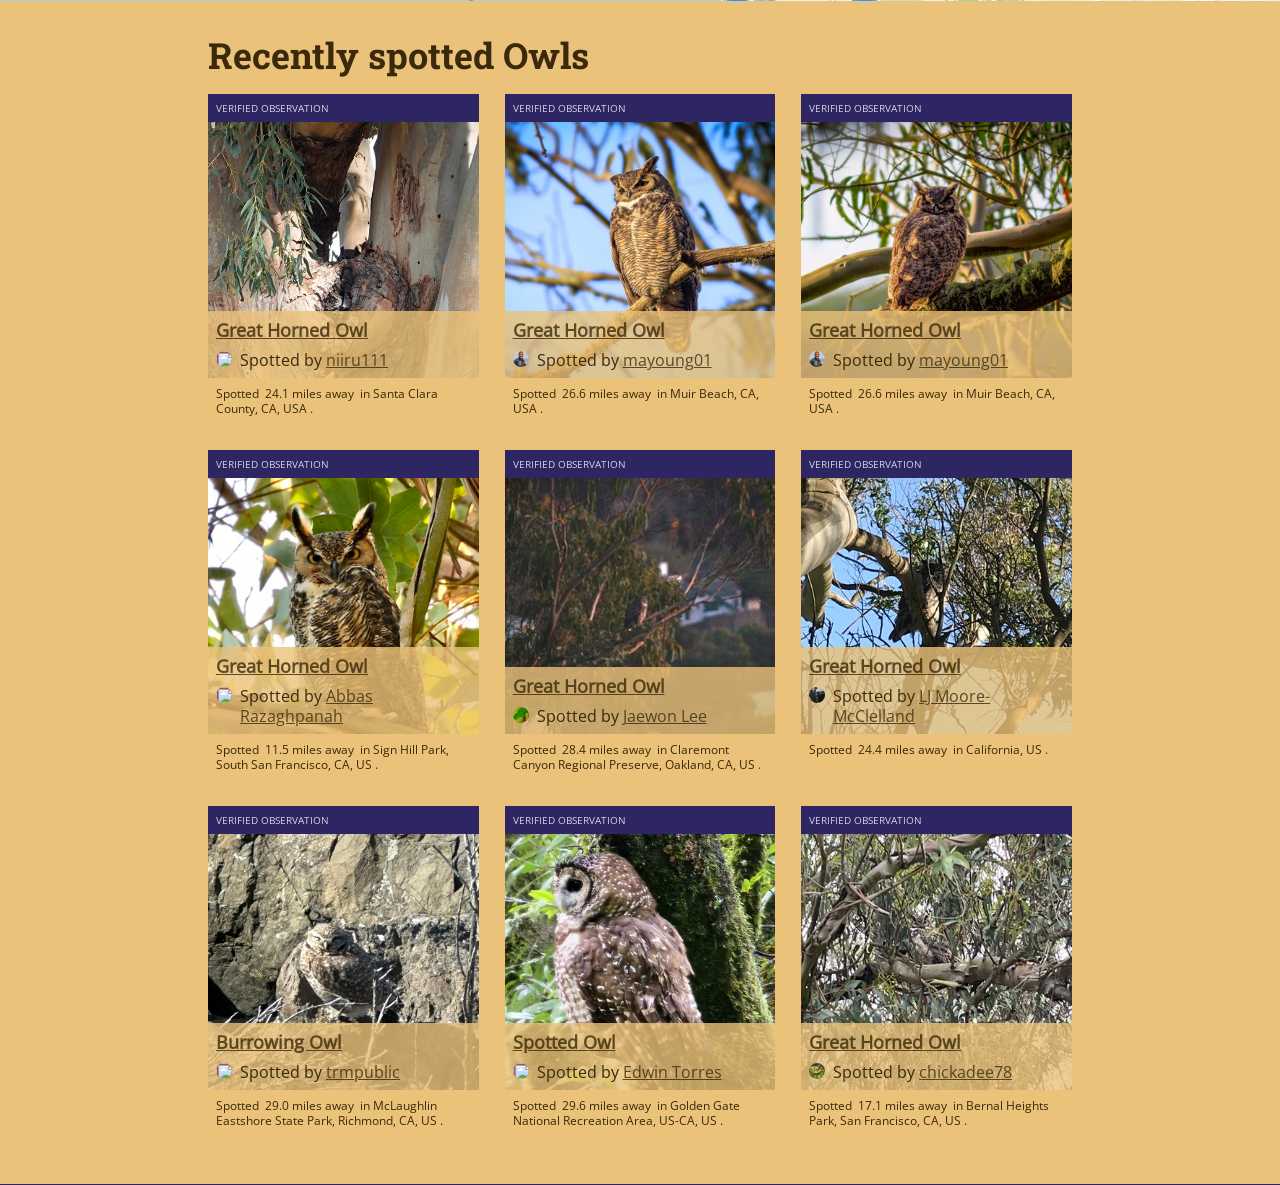 Recently spotted Owls
VERIFIED OBSERVATION
Great Horned Owl
Spotted by niiru111
Spotted 24.1 miles away in Santa Clara
County, CA, USA .
VERIFIED OBSERVATION
Great Horned Owl
Spotted by mayoung01
Spotted 26.6 miles away in Muir Beach, CA,
USA .
VERIFIED OBSERVATION
Great Horned Owl
Spotted by mayoung01
Spotted 26.6 miles away in Muir Beach, CA,
USA .
VERIFIED OBSERVATION
Great Horned Owl
Spotted by Abbas
Razaghpanah
Spotted 11.5 miles away in Sign Hill Park,
South San Francisco, CA, US .
VERIFIED OBSERVATION
Great Horned Owl
Spotted by Jaewon Lee
Spotted 28.4 miles away in Claremont
Canyon Regional Preserve, Oakland, CA, US .
VERIFIED OBSERVATION
Great Horned Owl
Spotted by LJ Moore-
McClelland
Spotted 24.4 miles away in California, US .
VERIFIED OBSERVATION
Burrowing Owl
Spotted by trmpublic
Spotted 29.0 miles away in McLaughlin
Eastshore State Park, Richmond, CA, US .
VERIFIED OBSERVATION
Spotted Owl
Spotted by Edwin Torres
Spotted 29.6 miles away in Golden Gate
National Recreation Area, US-CA, US .
VERIFIED OBSERVATION
Great Horned Owl
Spotted by chickadee78
Spotted 17.1 miles away in Bernal Heights
Park, San Francisco, CA, US .